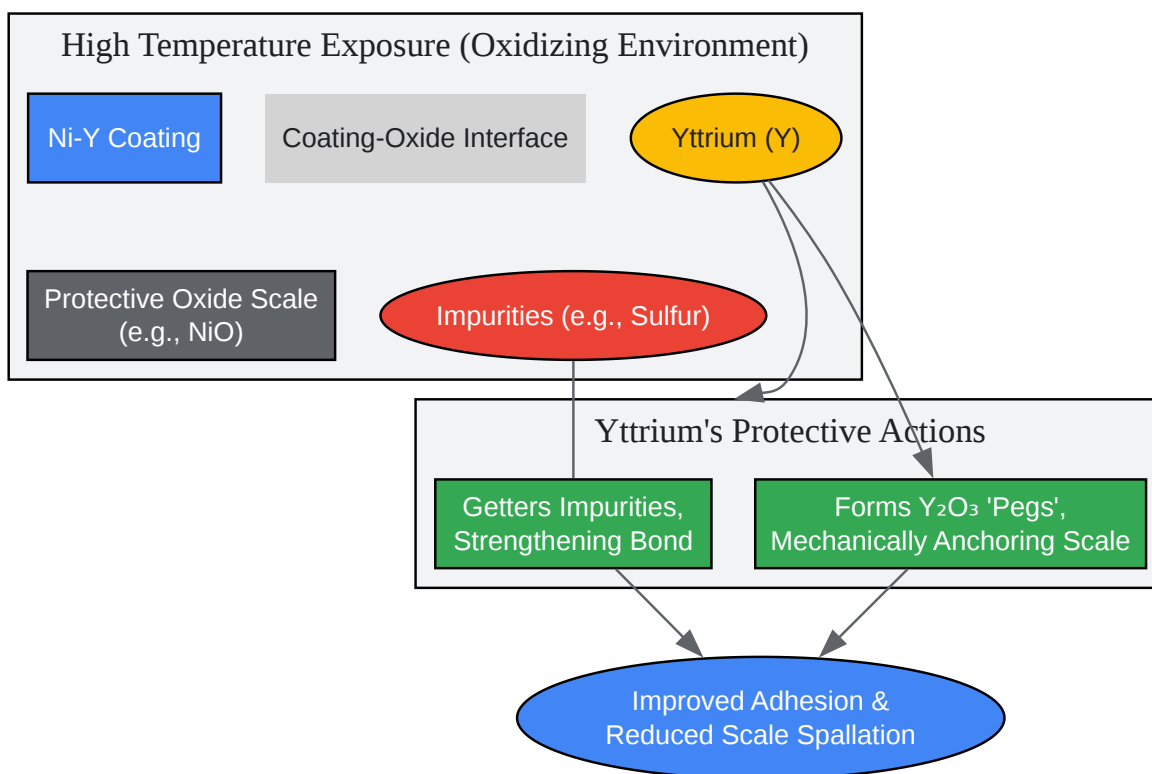 High Temperature Exposure (Oxidizing Environment)
Ni-Y Coating
Coating-Oxide Interface
Yttrium (Y)
Protective Oxide Scale
(e.g., NiO)
Impurities (e.g., Sulfur)
Yttrium's Protective Actions
Getters Impurities,
Strengthening Bond
Forms Y₂O₃ 'Pegs',
Mechanically Anchoring Scale
Improved Adhesion &
Reduced Scale Spallation